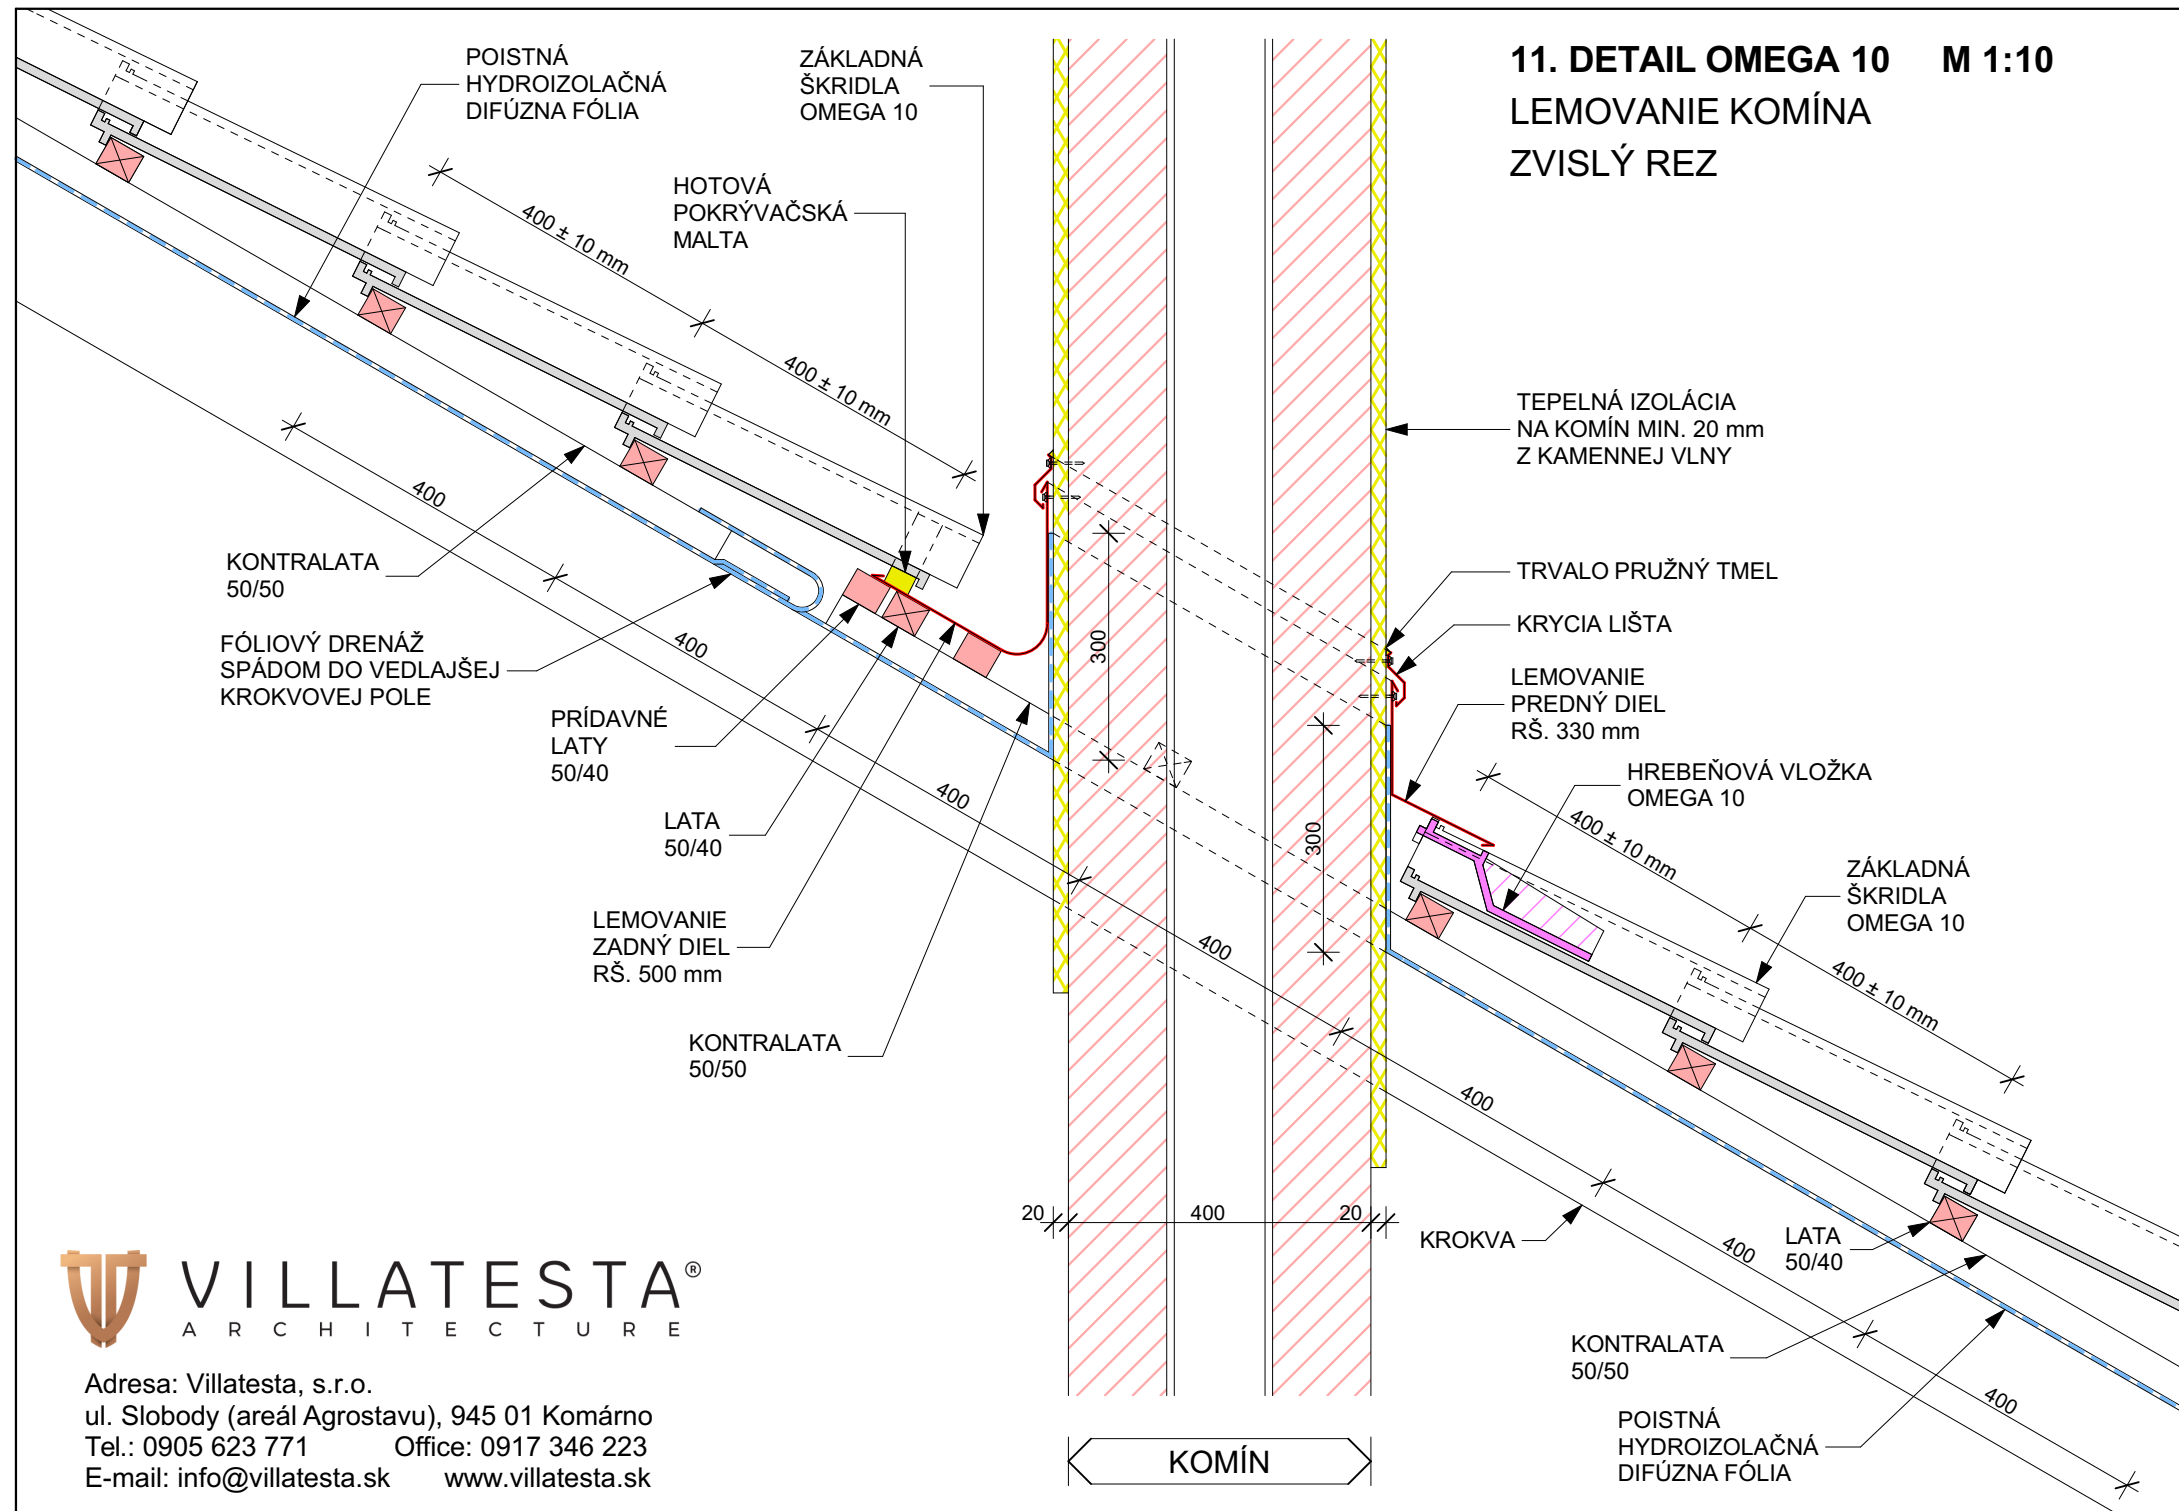 11. DETAIL OMEGA 10 M 1:10
LEMOVANIE KOMÍNA
ZVISLÝ REZ
POISTNÁ
HYDROIZOLAČNÁ
DIFÚZNA FÓLIA
ZÁKLADNÁ
ŠKRIDLA
OMEGA 10
HOTOVÁ
POKRÝVAČSKÁ
MALTA
400 ± 10 mm
400 ± 10 mm
TEPELNÁ IZOLÁCIA
NA KOMÍN MIN. 20 mm
Z KAMENNEJ VLNY
400
KONTRALATA
50/50
TRVALO PRUŽNÝ TMEL
KRYCIA LIŠTA
FÓLIOVÝ DRENÁŽ
SPÁDOM DO VEDLAJŠEJ
KROKVOVEJ POLE
400
300
LEMOVANIE
PREDNÝ DIEL
RŠ. 330 mm
PRÍDAVNÉ
LATY
50/40
400
HREBEŇOVÁ VLOŽKA
OMEGA 10
LATA
50/40
300
400 ± 10 mm
ZÁKLADNÁ
ŠKRIDLA
OMEGA 10
LEMOVANIE
ZADNÝ DIEL
RŠ. 500 mm
400
400 ± 10 mm
KONTRALATA
50/50
400
20
400
20
KROKVA
400
LATA
50/40
KONTRALATA
50/50
400
POISTNÁ
HYDROIZOLAČNÁ
DIFÚZNA FÓLIA
KOMÍN
VILLATESTA®
ARCHITECTURE
Adresa: Villatesta, s.r.o.
ul. Slobody (areál Agrostavu), 945 01 Komárno
Tel.: 0905 623 771 Office: 0917 346 223
E-mail: info@villatesta.sk www.villatesta.sk